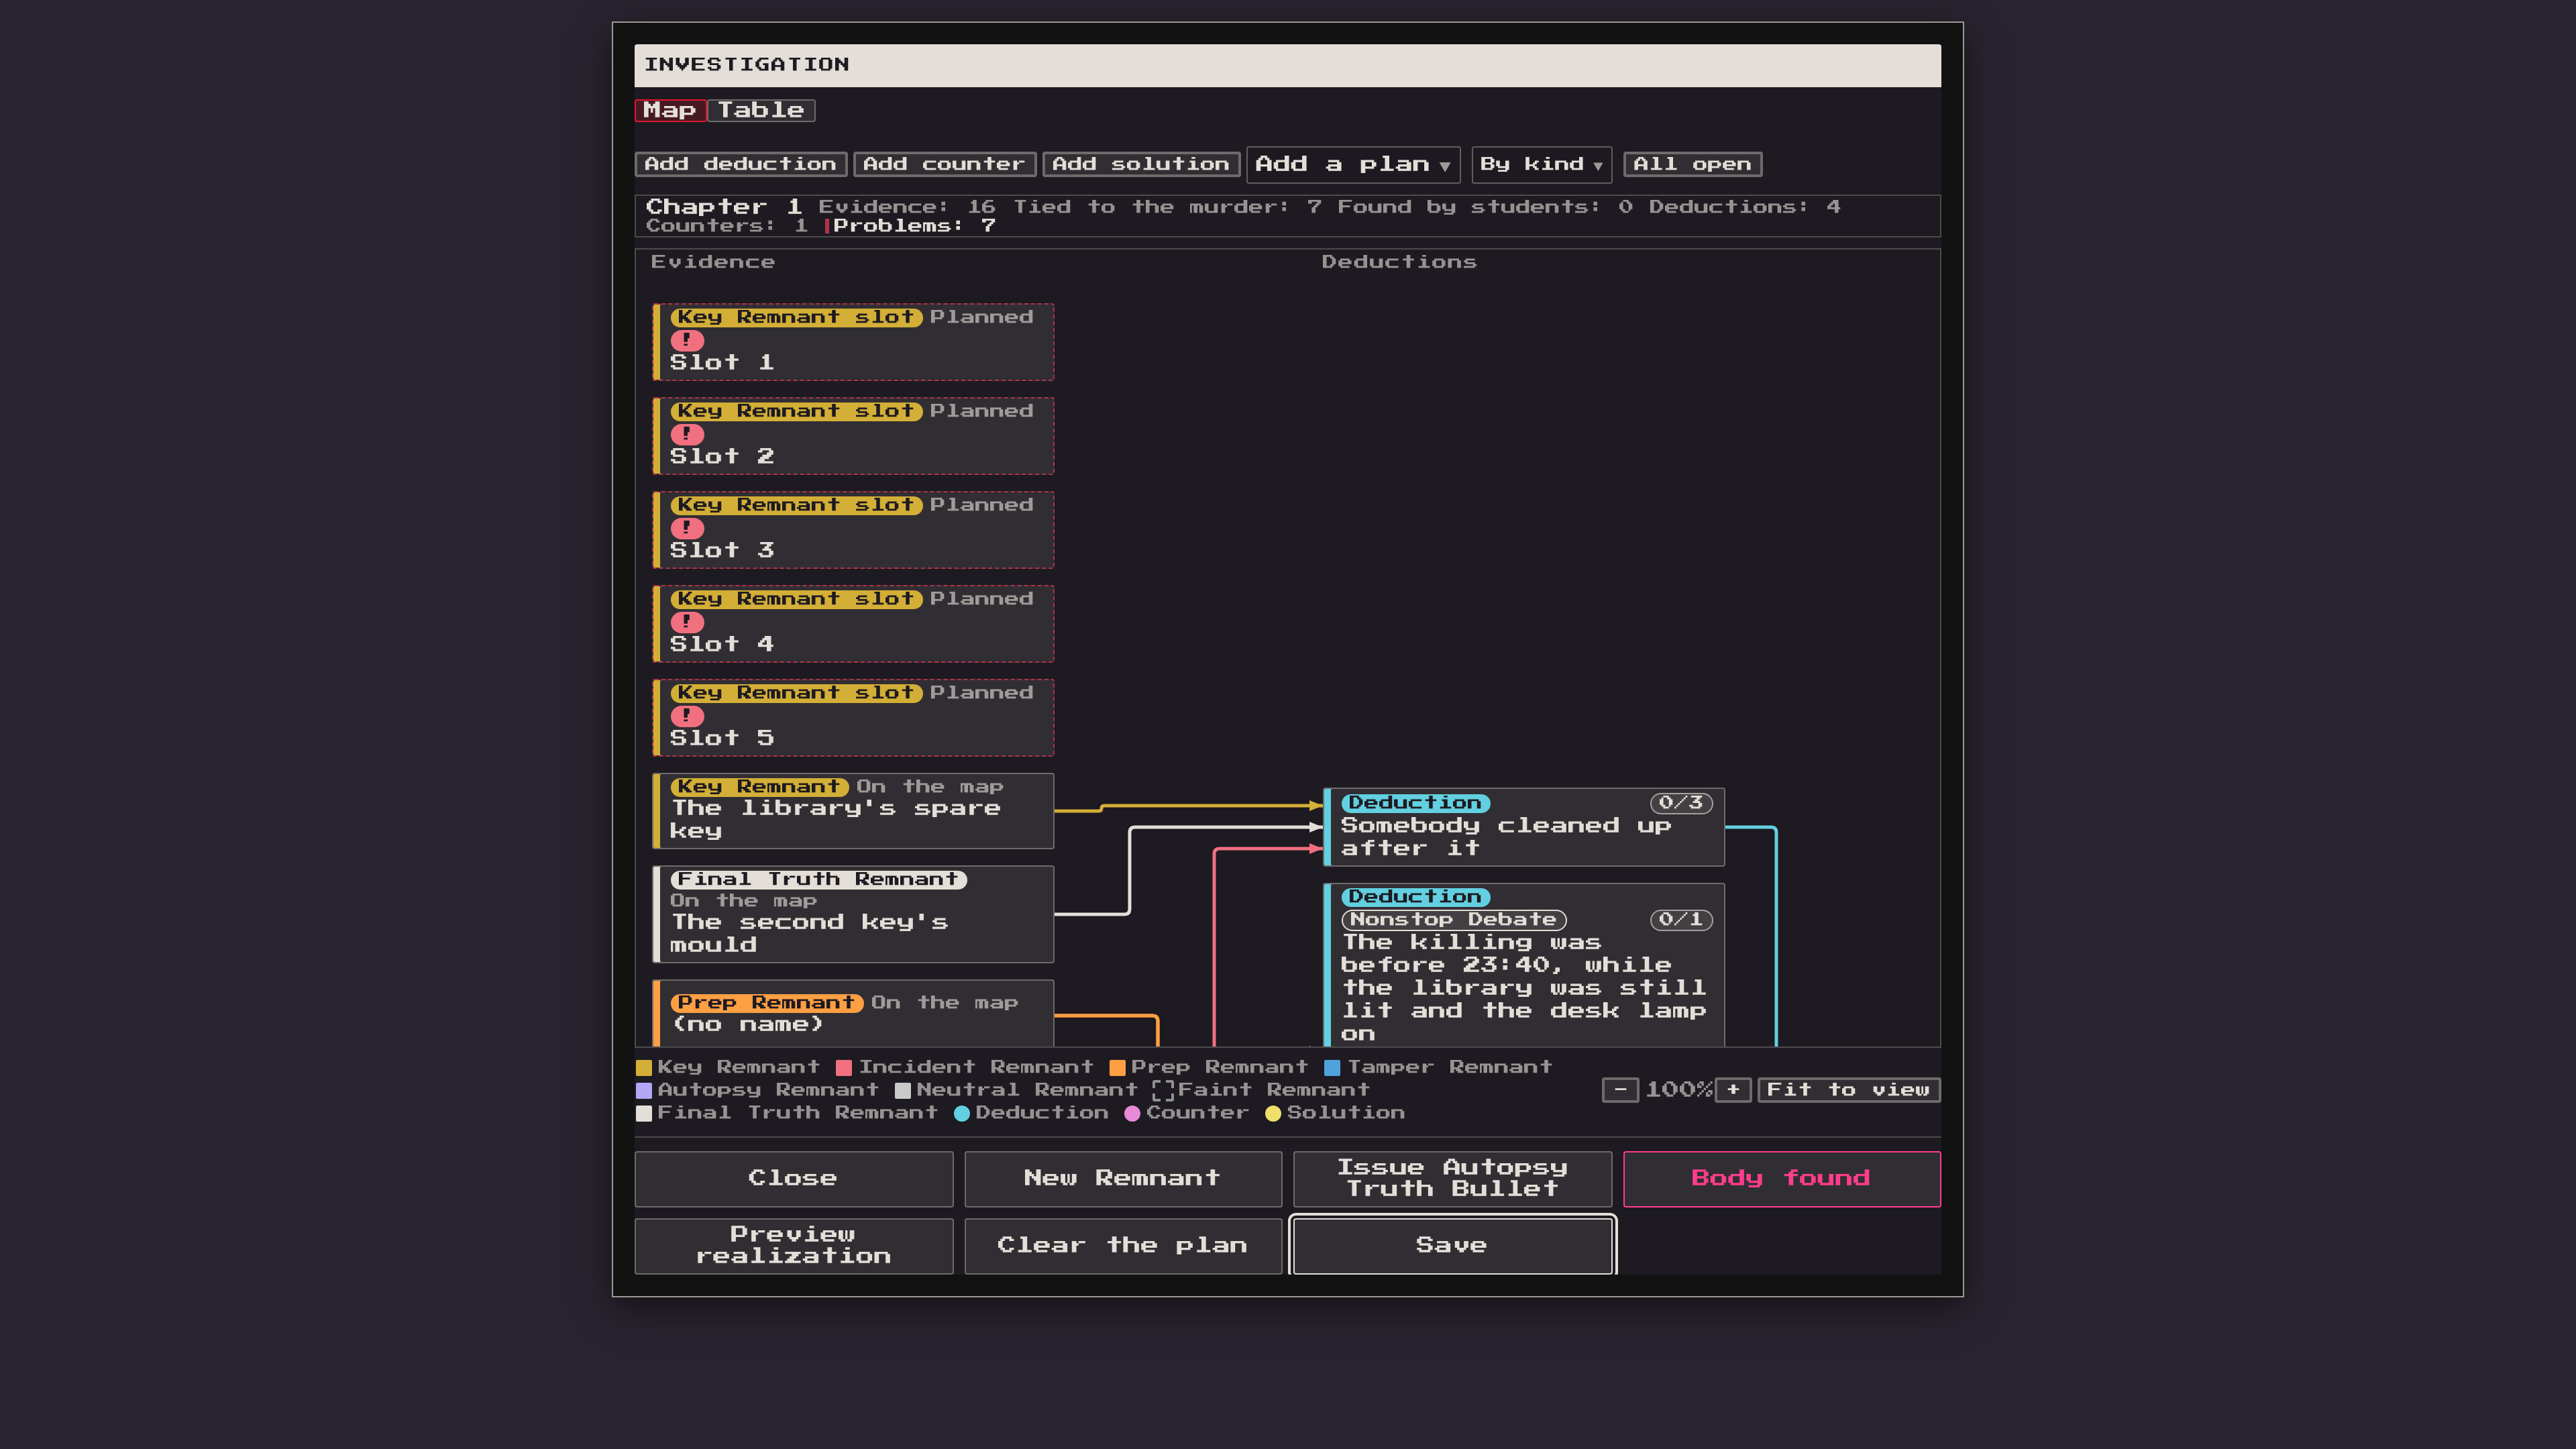 INVESTIGATION
Map Table
Add deduction Add counter Add solution Add a plan ▼ By kind ▼ All open
Chapter 1 Evidence: 16 Tied to the murder: 7 Found by students: 0 Deductions: 4
Counters: 1 Problems: 7
Evidence Deductions
Key Remnant slot Planned
!
Slot 1
Key Remnant slot Planned
!
Slot 2
Key Remnant slot Planned
!
Slot 3
Key Remnant slot Planned
!
Slot 4
Key Remnant slot Planned
!
Slot 5
Key Remnant On the map
The library's spare
key
Final Truth Remnant
On the map
The second key's
mould
Prep Remnant On the map
(no name)
Deduction 0/3
Somebody cleaned up
after it
Deduction
Nonstop Debate 0/1
The killing was
before 23:40, while
the library was still
lit and the desk lamp
on
Key Remnant Incident Remnant Prep Remnant Tamper Remnant
Autopsy Remnant Neutral Remnant Faint Remnant
Final Truth Remnant Deduction Counter Solution
- 100% + Fit to view
Close
New Remnant
Issue Autopsy
Truth Bullet
Body found
Preview
realization
Clear the plan
Save